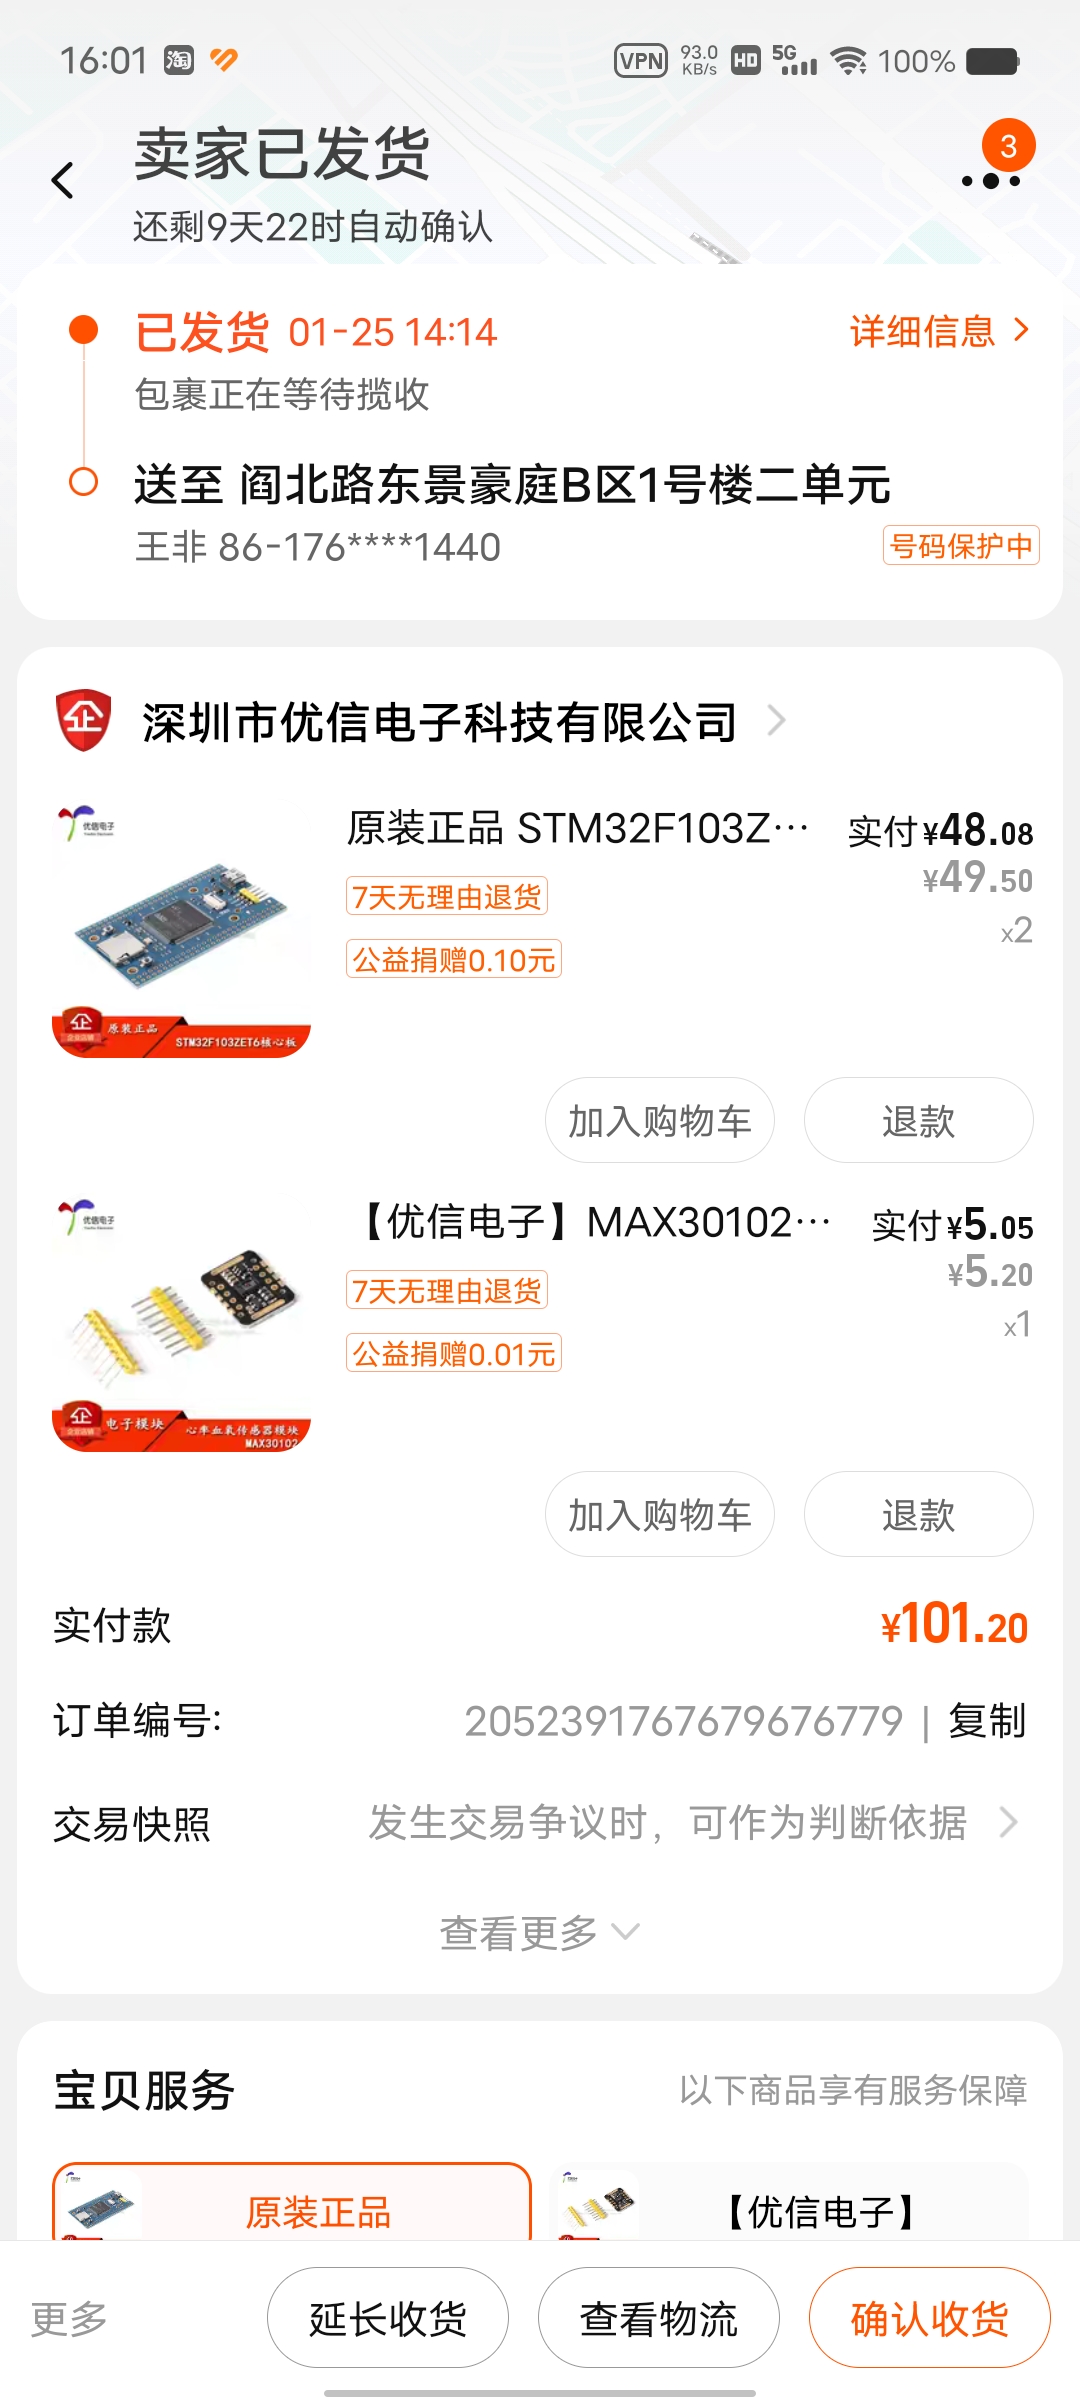 16:01 淘 VPN 93.0 KB/s HD 5G 100%
卖家已发货
3
还剩9天22时自动确认
已发货 01-25 14:14 详细信息
包裹正在等待揽收
送至 阎北路东景豪庭B区1号楼二单元
王非 86-176****1440 号码保护中
企 深圳市优信电子科技有限公司
优信电子
原装正品 STM32F103Z… 实付 ¥48.08
7天无理由退货 ¥49.50
x2
公益捐赠0.10元
企 原装正品 STM32F103ZET6核心板
加入购物车 退款
优信电子
【优信电子】MAX30102… 实付 ¥5.05
7天无理由退货 ¥5.20
x1
公益捐赠0.01元
企 电子模块 心率血氧传感器模块
MAX30102
加入购物车 退款
实付款 ¥101.20
订单编号: 2052391767679676779 | 复制
交易快照 发生交易争议时，可作为判断依据
查看更多
宝贝服务 以下商品享有服务保障
原装正品 【优信电子】
更多 延长收货 查看物流 确认收货